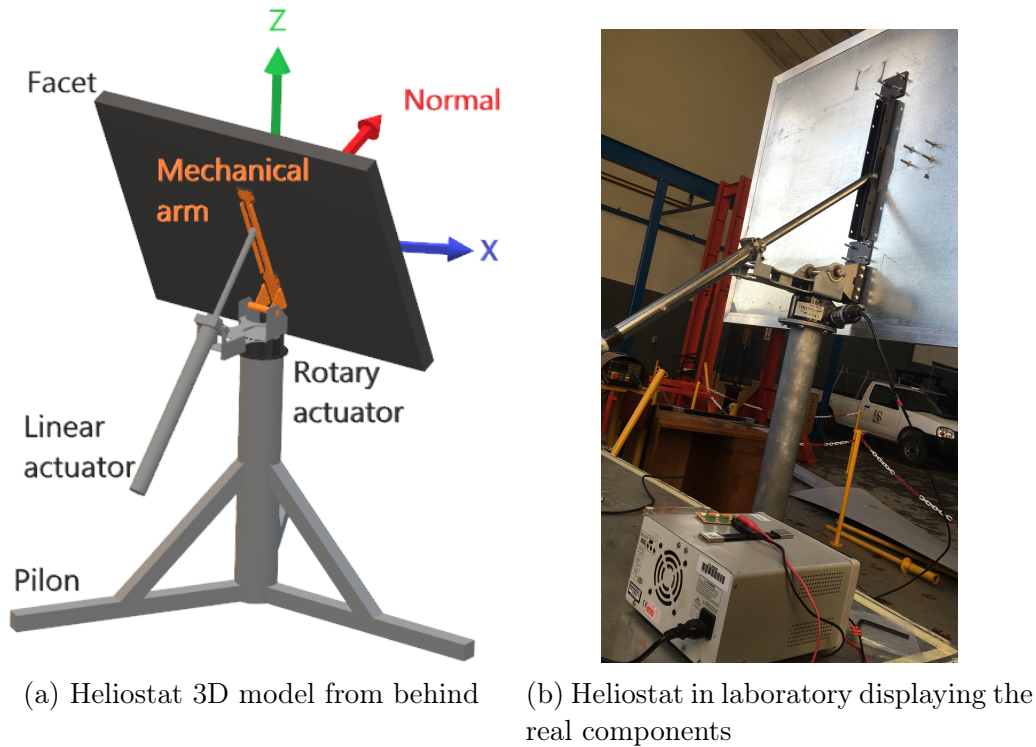 Z
Facet
Normal
Mechanical
arm
X
Rotary
actuator
Linear
actuator
Pilon
(a) Heliostat 3D model from behind
(b) Heliostat in laboratory displaying the
real components